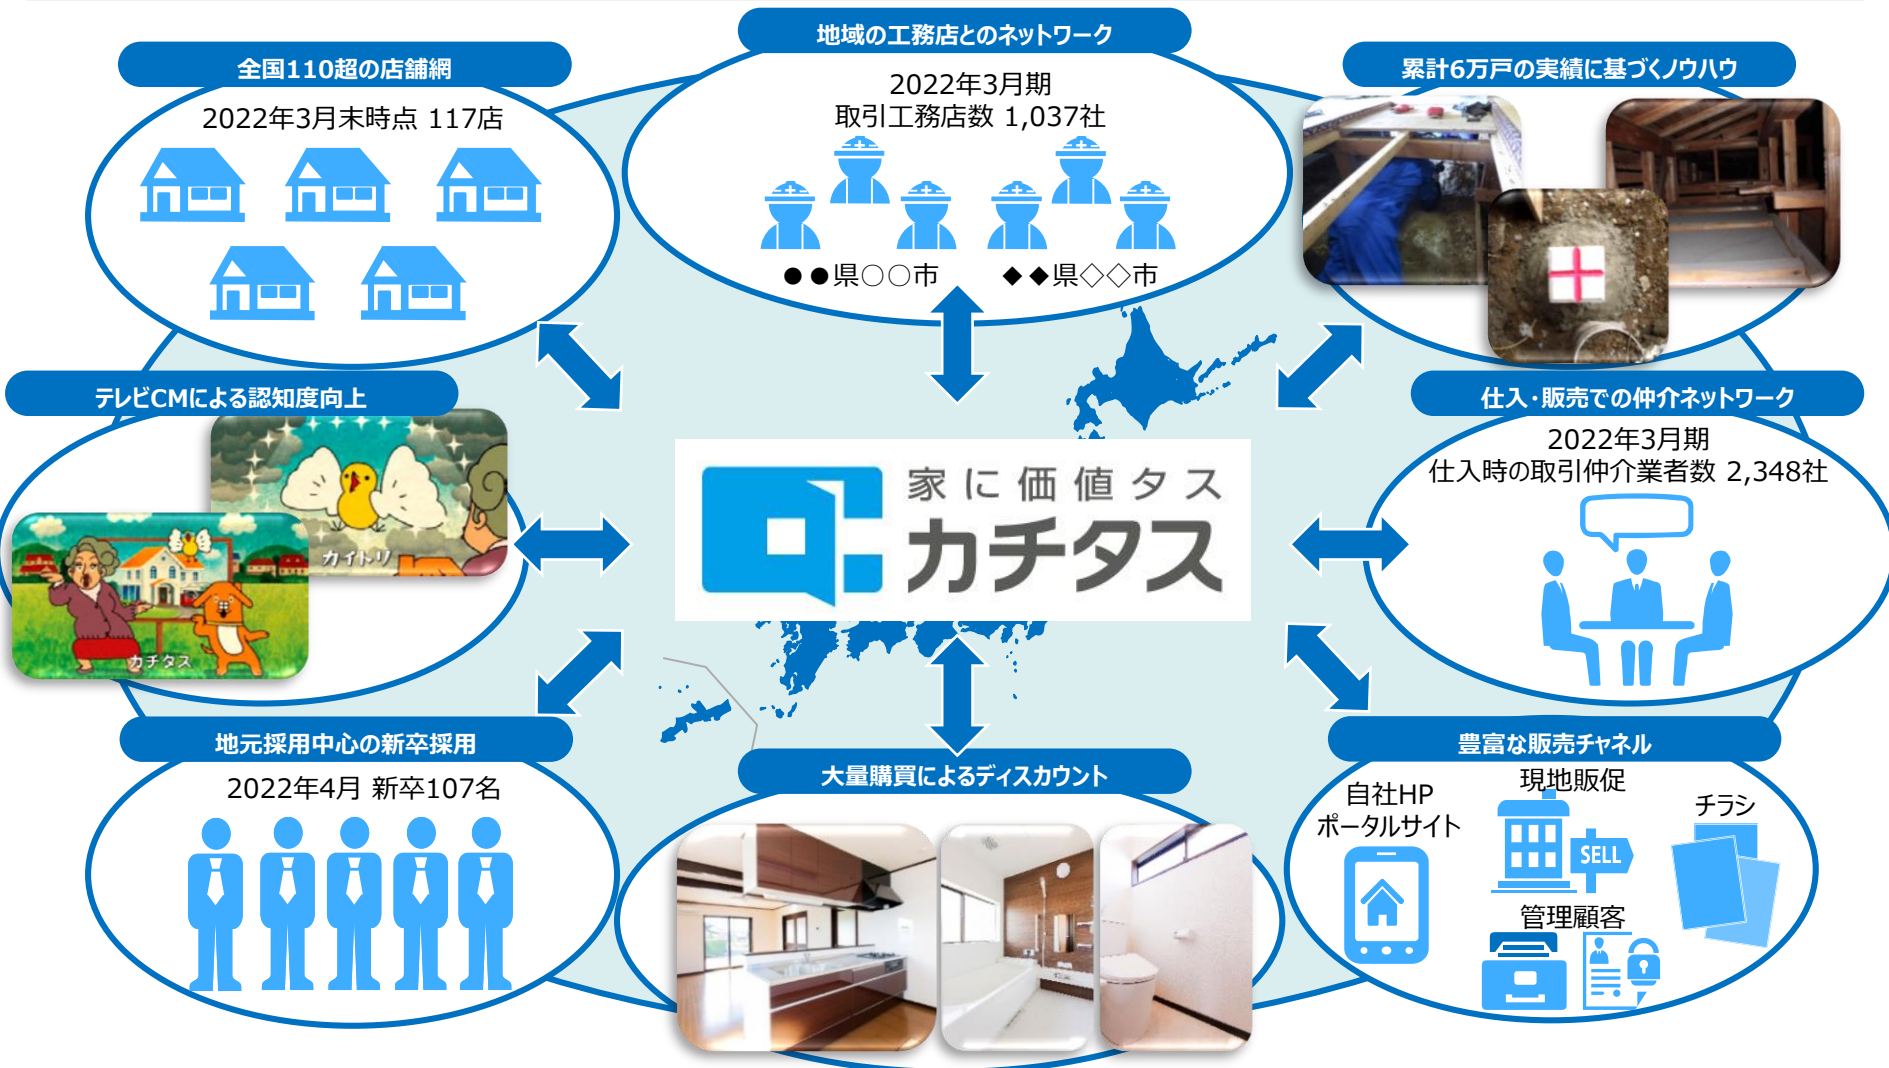 地域の工務店とのネットワーク
2022年3月期
取引工務店数 1,037社
●●県○○市
◆◆県◇◇市
全国110超の店舗網
2022年3月末時点 117店
累計6万戸の実績に基づくノウハウ
テレビCMによる認知度向上
カイトリ
カチタス
家に価値タス
カチタス
仕入・販売での仲介ネットワーク
2022年3月期
仕入時の取引仲介業者数 2,348社
地元採用中心の新卒採用
2022年4月 新卒107名
大量購買によるディスカウント
豊富な販売チャネル
自社HP
ポータルサイト
現地販促
SELL
チラシ
管理顧客